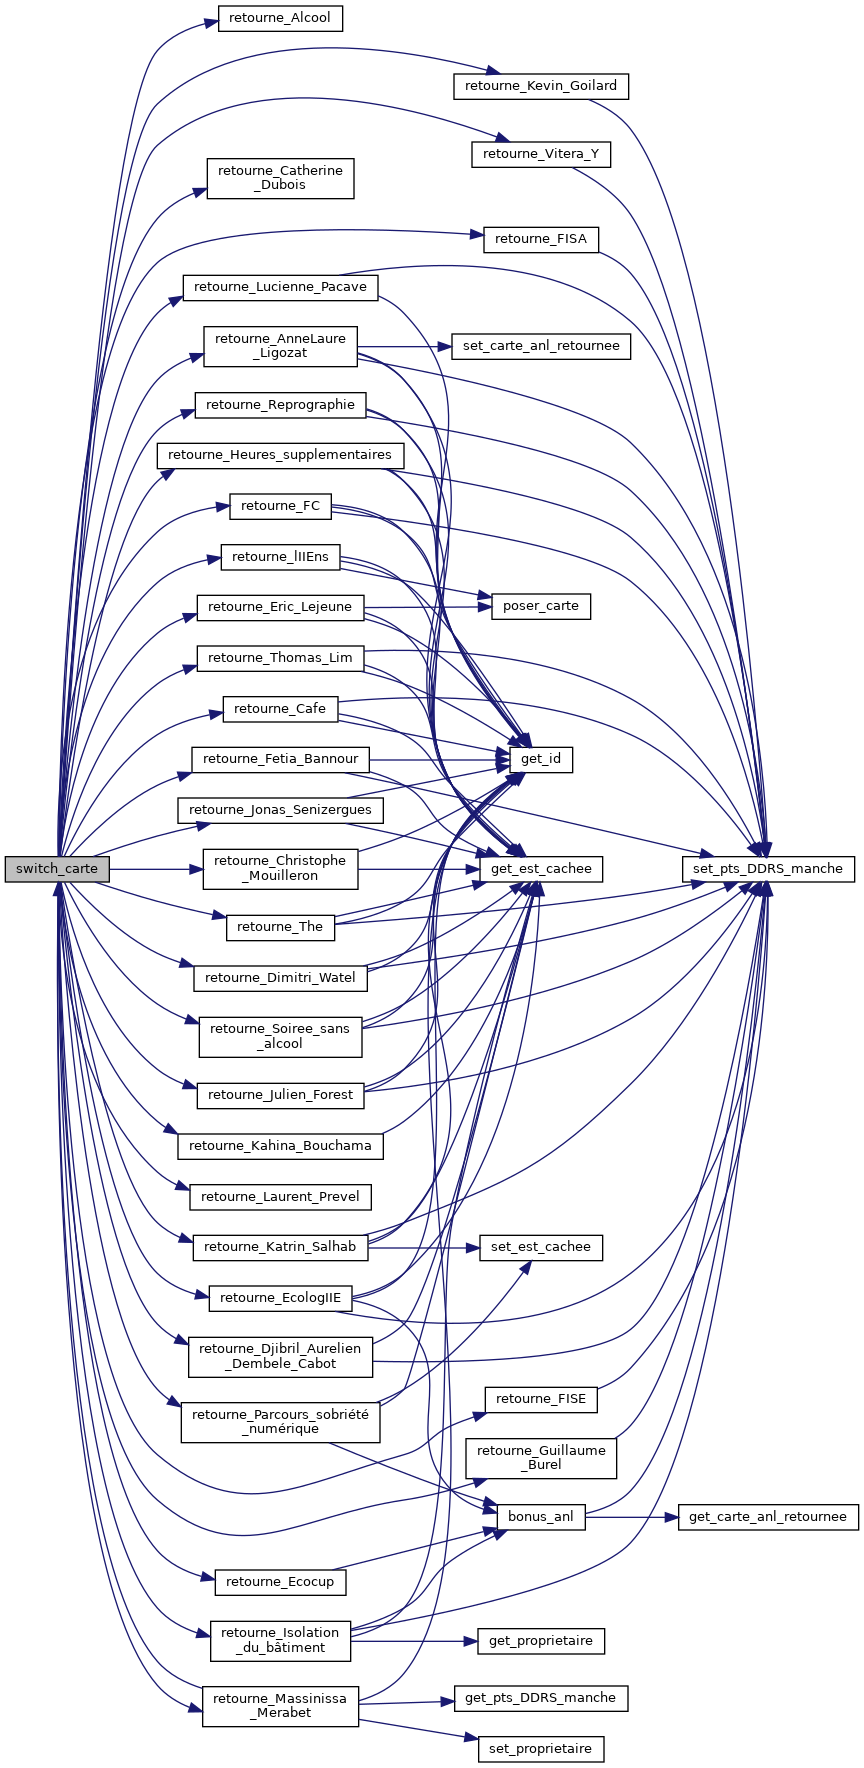 retourne_Alcool
retourne_Kevin_Goilard
retourne_Vitera_Y
retourne_Catherine
_Dubois
retourne_FISA
retourne_Lucienne_Pacave
retourne_AnneLaure
_Ligozat
set_carte_anl_retournee
retourne_Reprographie
retourne_Heures_supplementaires
retourne_FC
retourne_lIIEns
retourne_Eric_Lejeune
poser_carte
retourne_Thomas_Lim
retourne_Cafe
retourne_Fetia_Bannour
get_id
retourne_Jonas_Senizergues
switch_carte
retourne_Christophe
_Mouilleron
get_est_cachee
set_pts_DDRS_manche
retourne_The
retourne_Dimitri_Watel
retourne_Soiree_sans
_alcool
retourne_Julien_Forest
retourne_Kahina_Bouchama
retourne_Laurent_Prevel
retourne_Katrin_Salhab
set_est_cachee
retourne_EcologIIE
retourne_Djibril_Aurelien
_Dembele_Cabot
retourne_FISE
retourne_Parcours_sobriété
_numérique
retourne_Guillaume
_Burel
bonus_anl
get_carte_anl_retournee
retourne_Ecocup
retourne_Isolation
_du_bâtiment
get_proprietaire
retourne_Massinissa
_Merabet
get_pts_DDRS_manche
set_proprietaire